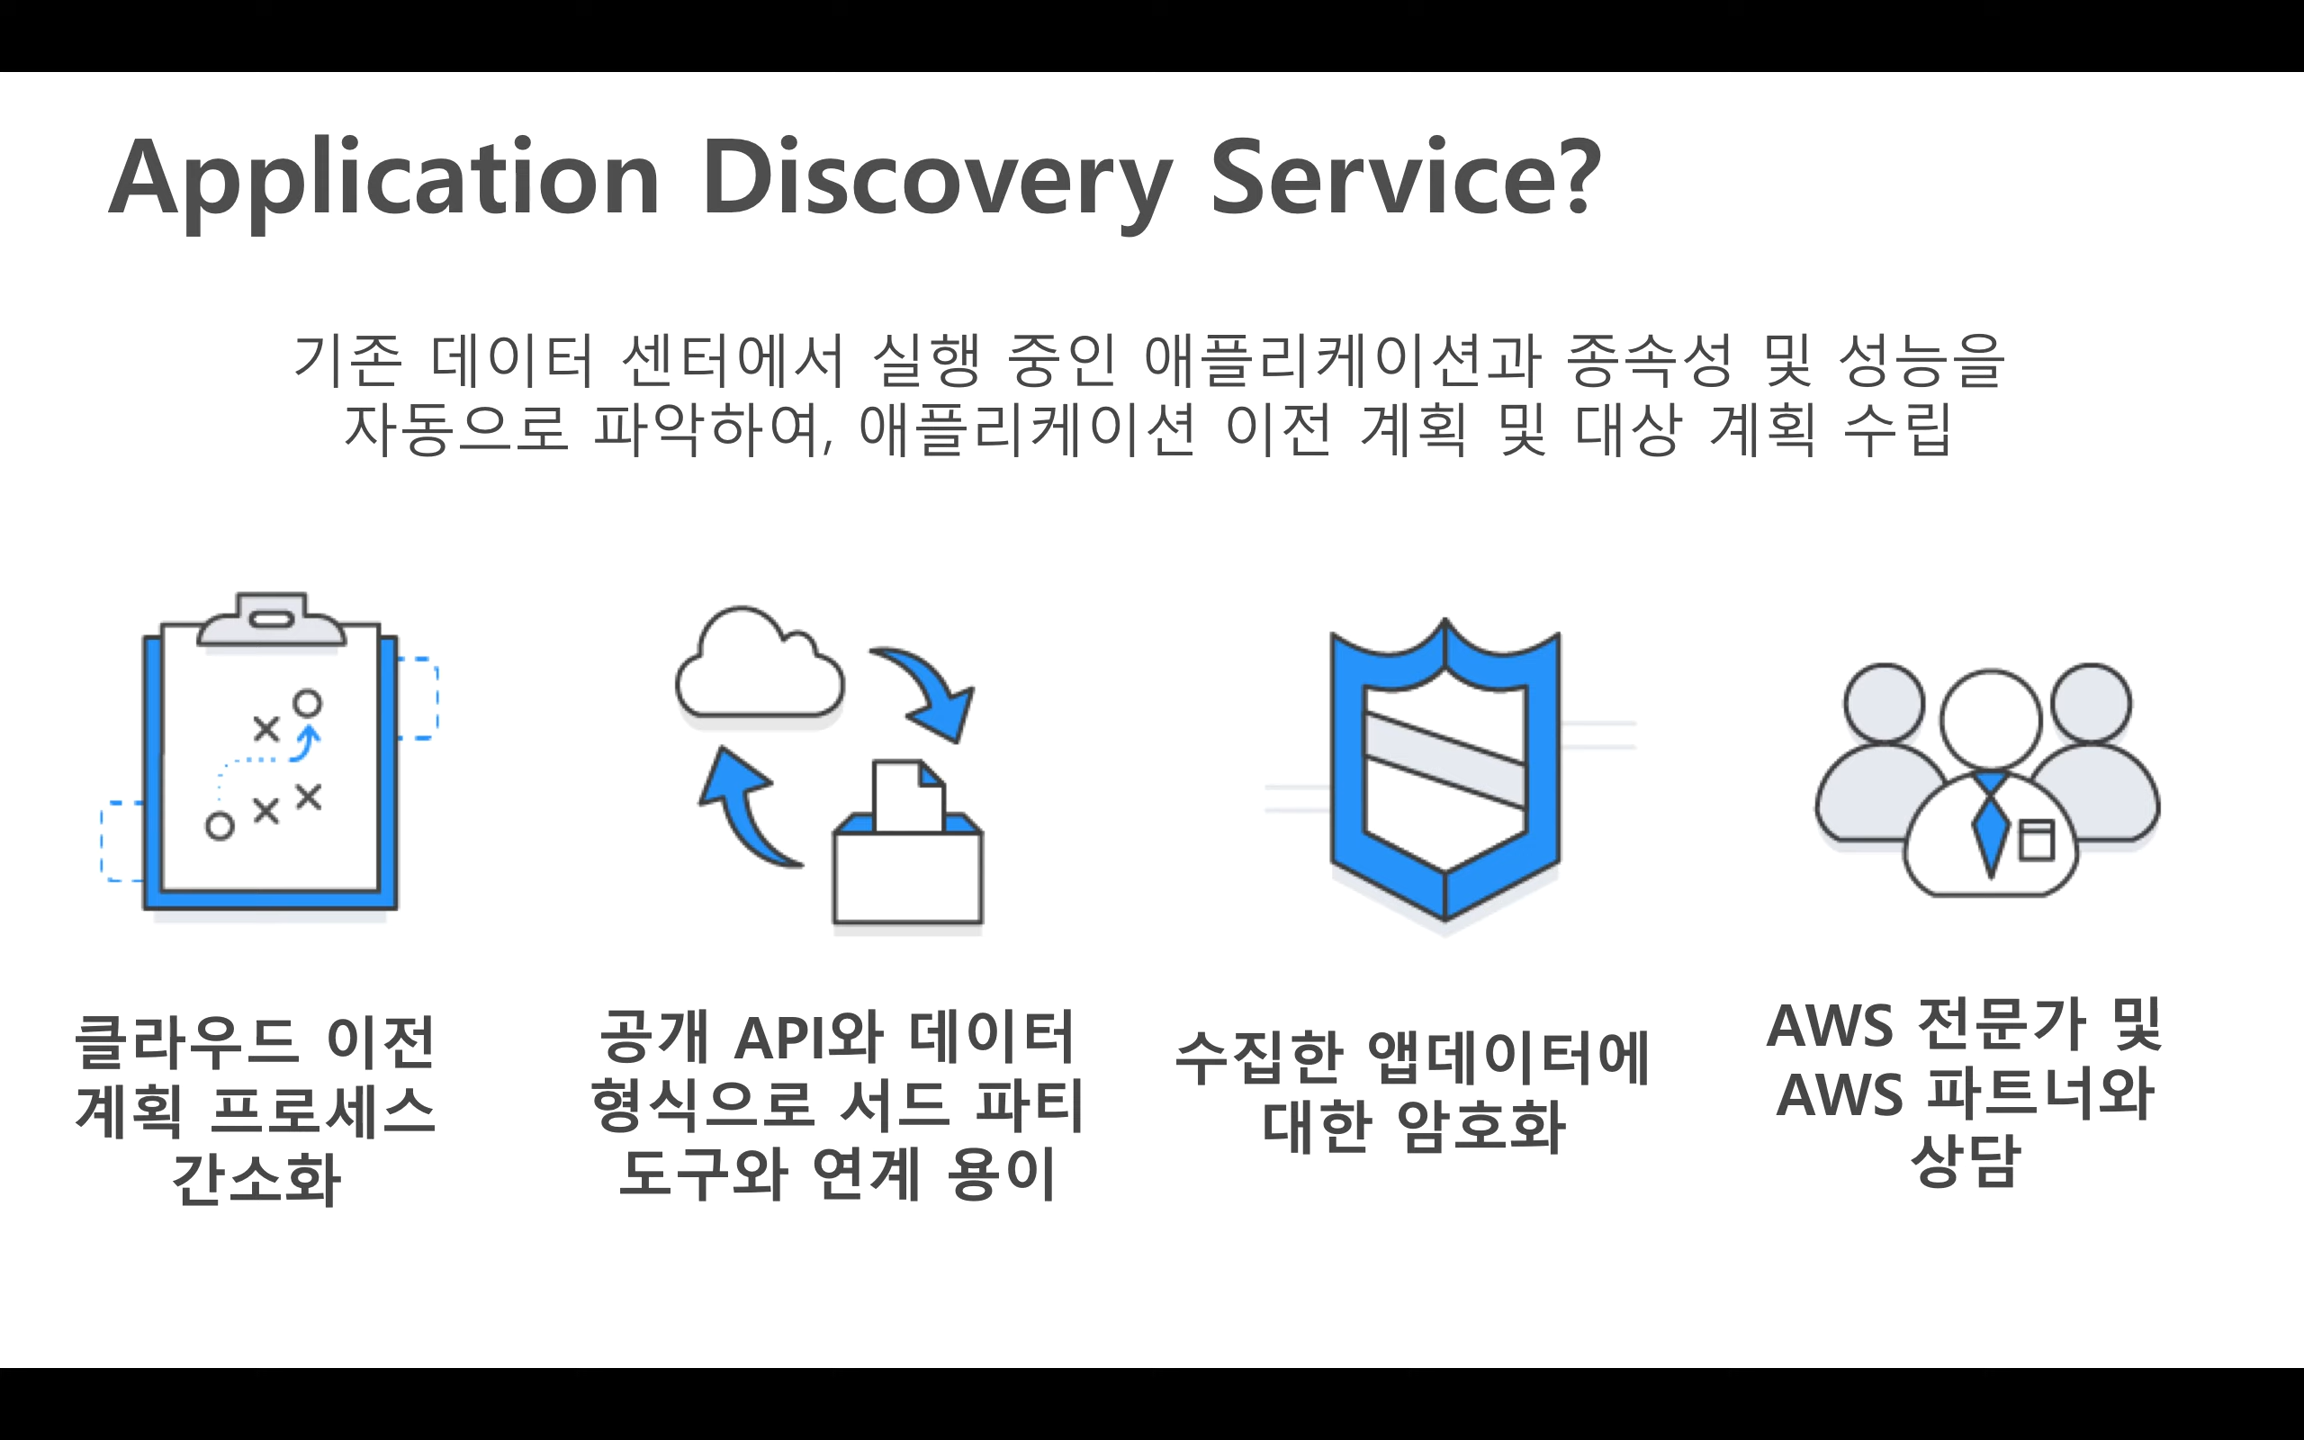 Application Discovery Service?
기존 데이터 센터에서 실행 중인 애플리케이션과 종속성 및 성능을
자동으로 파악하여, 애플리케이션 이전 계획 및 대상 계획 수립
클라우드 이전
계획 프로세스
간소화
공개 API와 데이터
형식으로 서드 파티
도구와 연계 용이
수집한 앱데이터에
대한 암호화
AWS 전문가 및
AWS 파트너와
상담